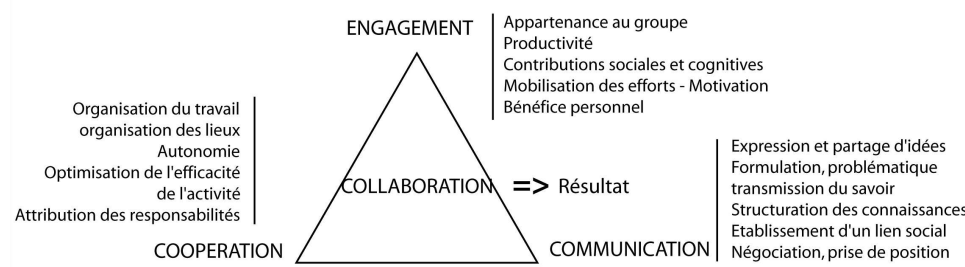 ENGAGEMENT
Appartenance au groupe
Productivité
Contributions sociales et cognitives
Mobilisation des efforts - Motivation
Bénéfice personnel
Organisation du travail
organisation des lieux
Autonomie
Optimisation de l'efficacité
de l'activité
Attribution des responsabilités
COLLABORATION => Résultat
Expression et partage d'idées
Formulation, problématique
transmission du savoir
Structuration des connaissances
Etablissement d'un lien social
Négociation, prise de position
COOPERATION
COMMUNICATION